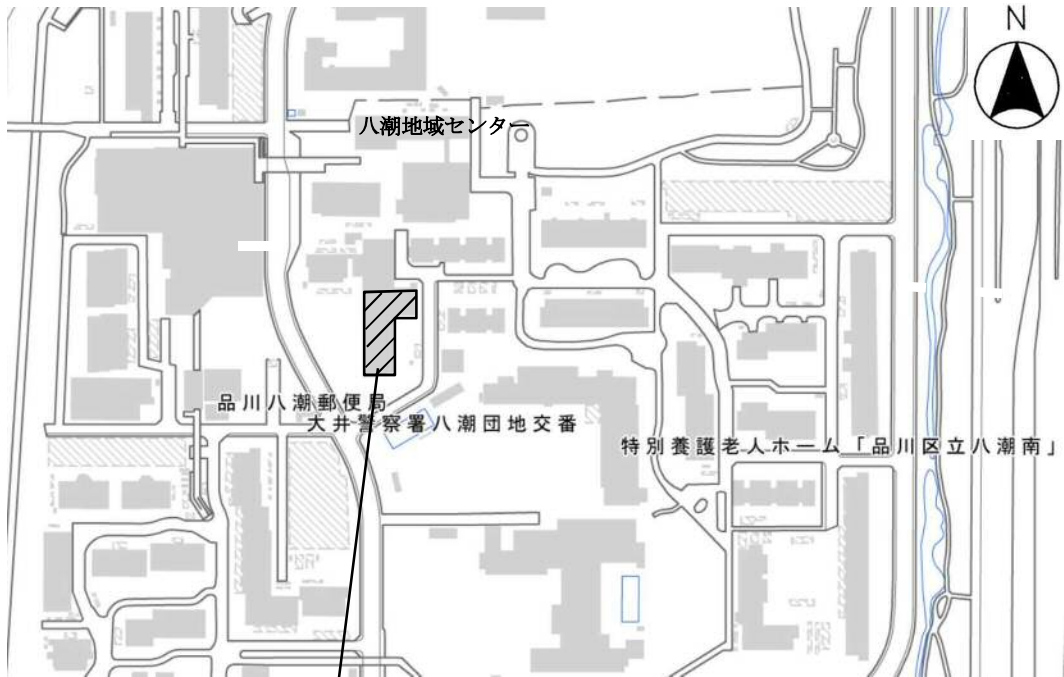 N
八潮地域センター
品川八潮郵便局
大井警察署八潮団地交番
特別養護老人ホーム「品川区立八潮南」